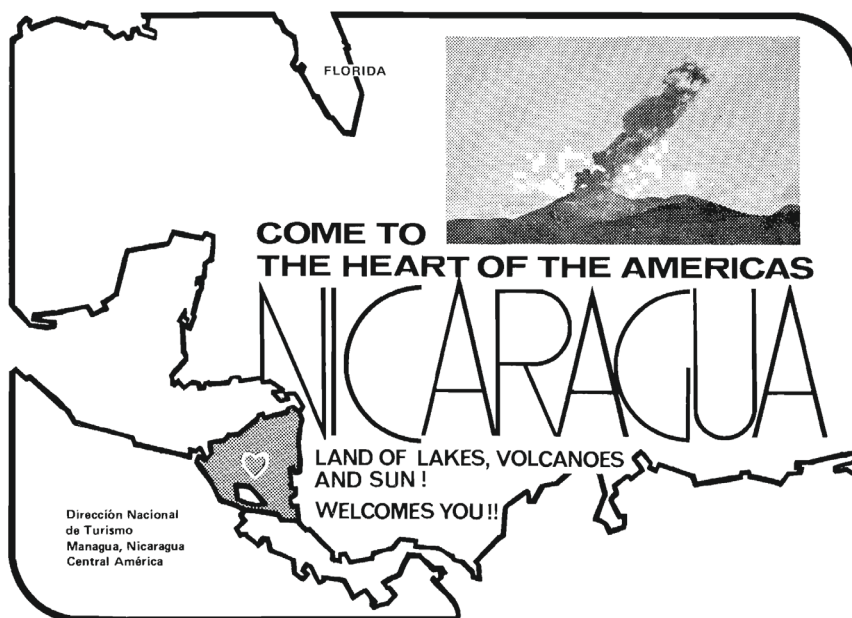 FLORIDA
COME TO
THE HEART OF THE AMERICAS
NICARAGUA
LAND OF LAKES, VOLCANOES
AND SUN!
WELCOMES YOU!!
Dirección Nacional
de Turismo
Managua, Nicaragua
Central América